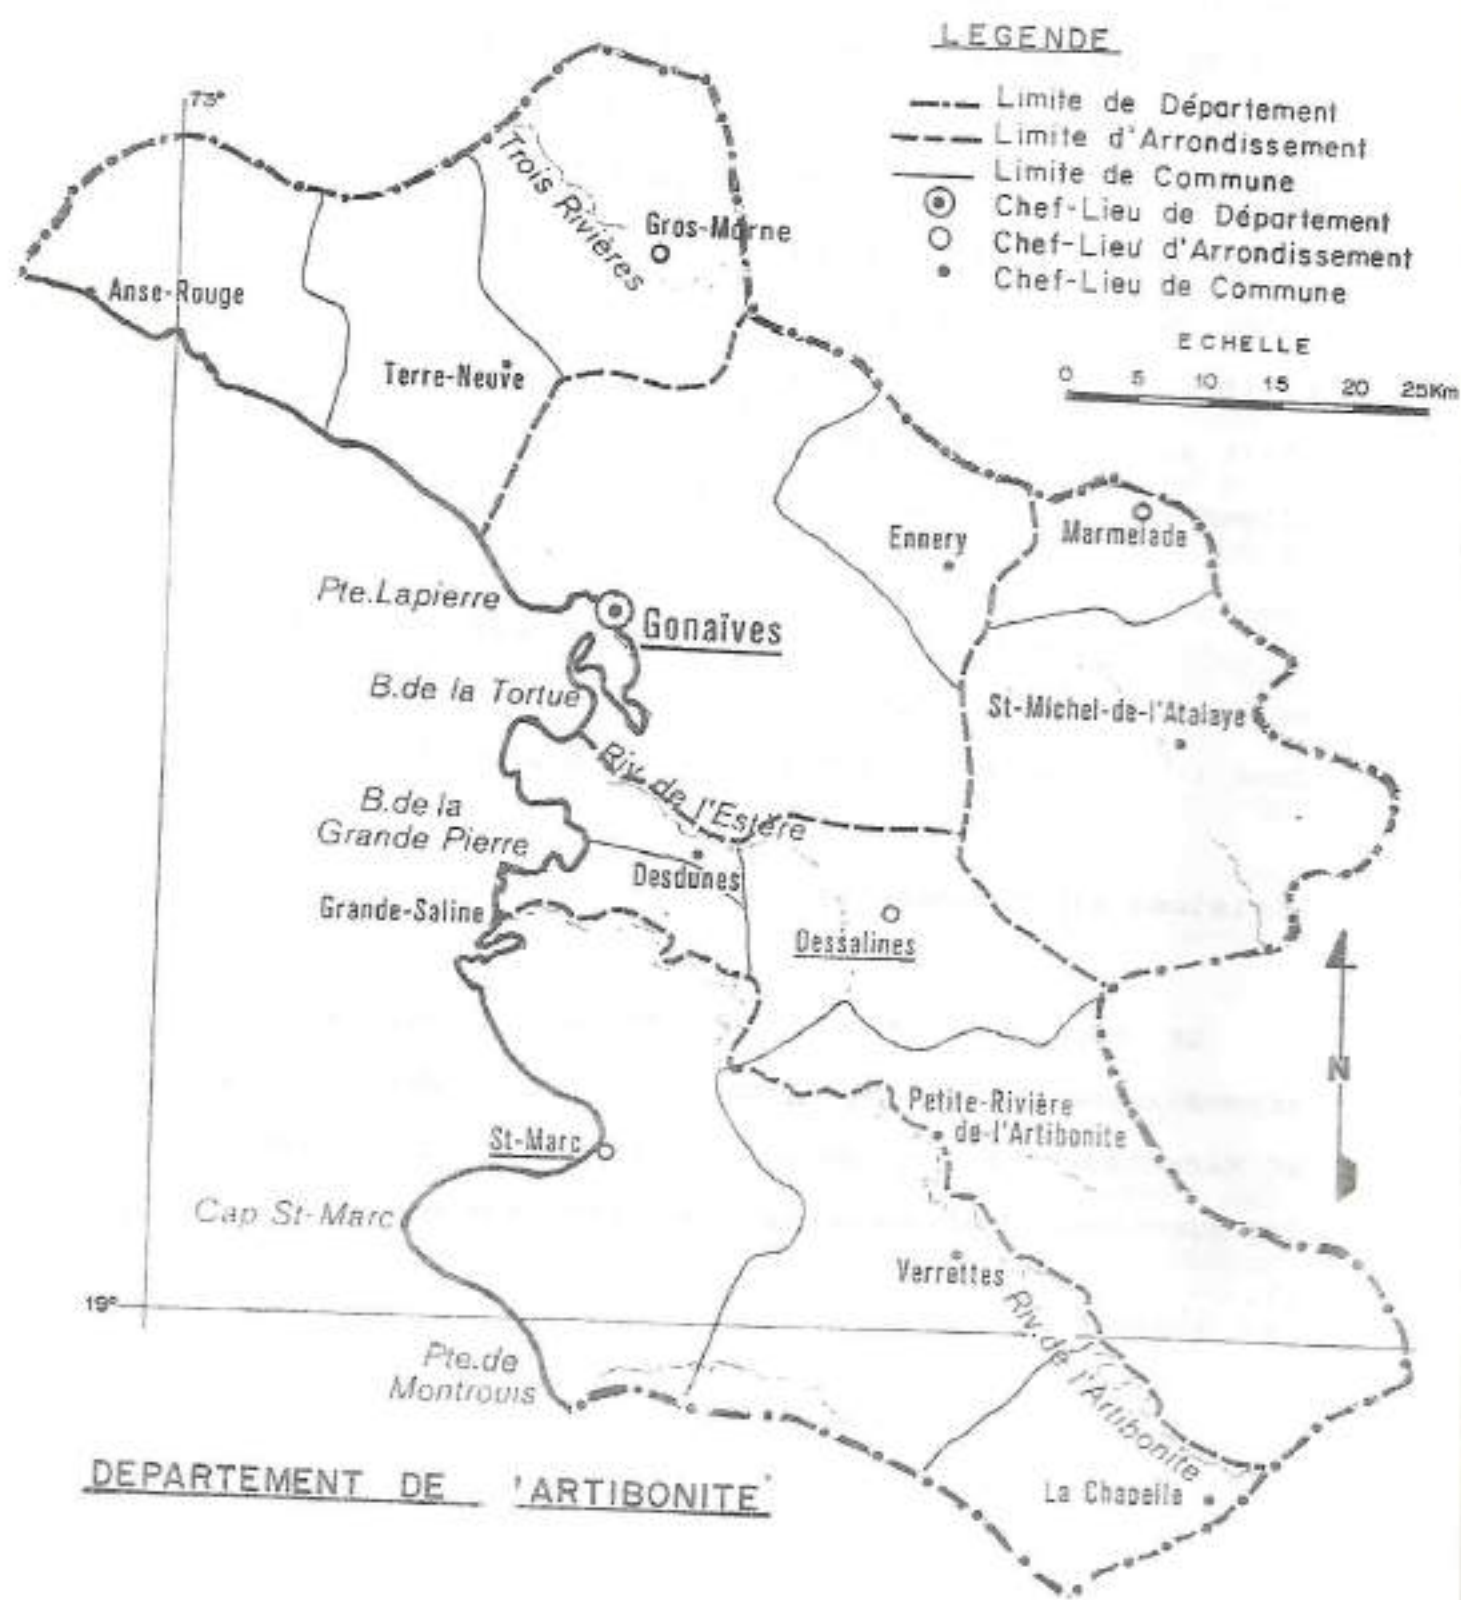 LEGENDE
Limite de Département
Limite d'Arrondissement
Limite de Commune
Chef-Lieu de Département
Chef-Lieu d'Arrondissement
Chef-Lieu de Commune
ECHELLE
0 5 10 15 20 25Km
73°
Trois Rivières
Gros-Morne
Anse-Rouge
Terre-Neuve
Ennery
Marmelade
Pte.Lapierre
Gonaïves
B.de la Tortue
St-Michel-de-l'Atalaye
Riv.de l'Estère
B.de la
Grande Pierre
Desdunes
Grande-Saline
Dessalines
N
Petite-Rivière
de-l'Artibonite
St-Marc
Cap St-Marc
Verrettes
19°
Riv.de l'Artibonite
Pte.de
Montrouis
La Chapelle
DEPARTEMENT DE 'ARTIBONITE'